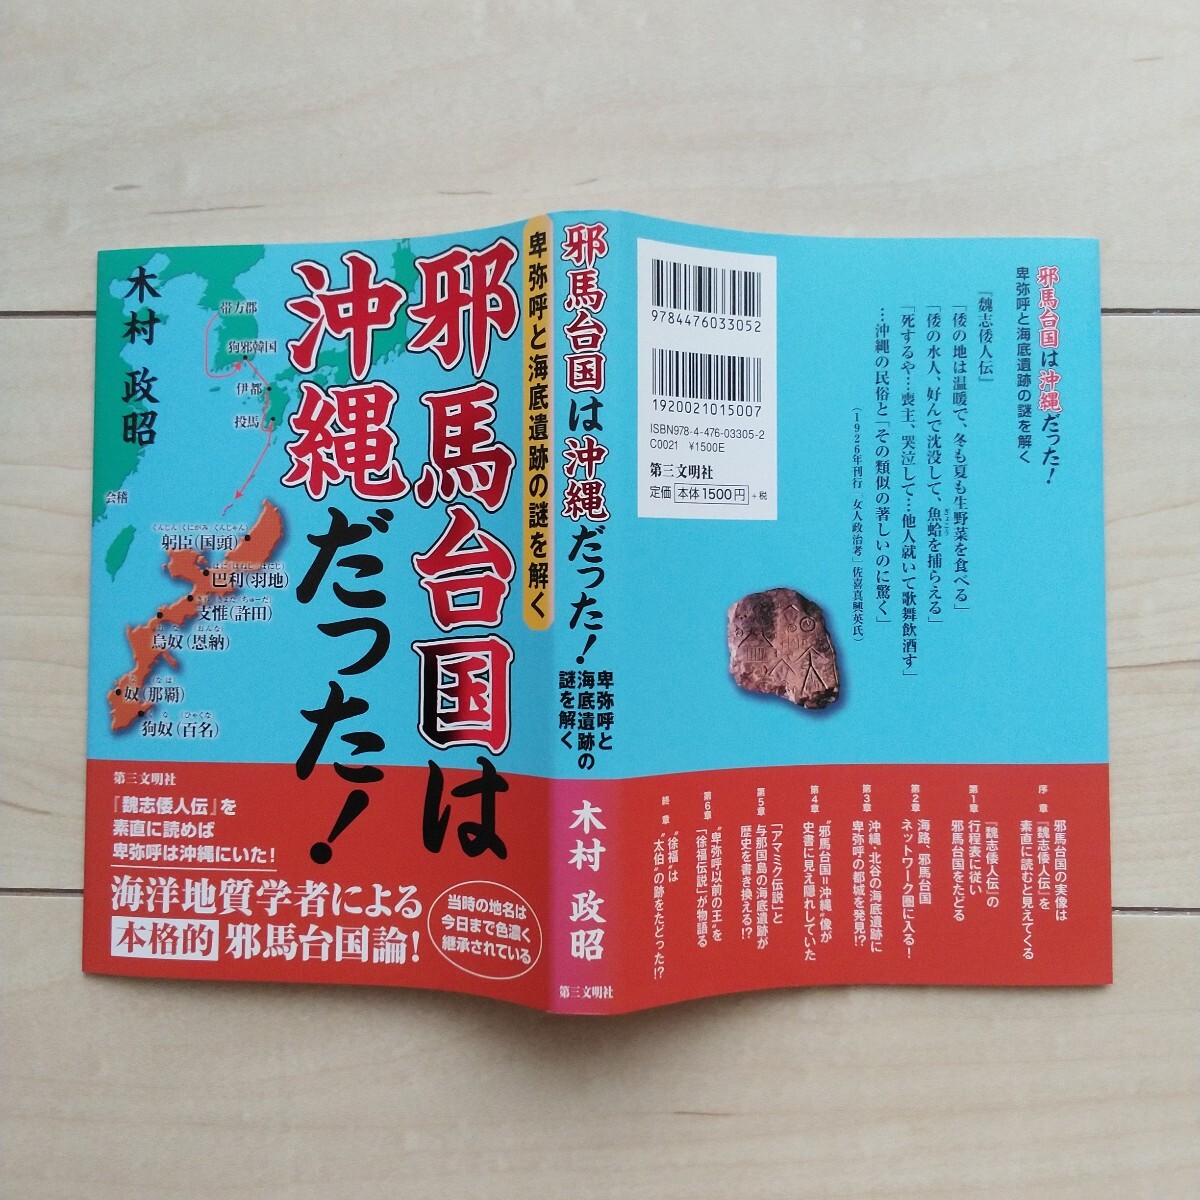 邪馬台国は
沖縄だった!
卑弥呼と海底遺跡の謎を解く
木村 政昭
帯方郡
狗邪韓国
伊都
投馬
会稽
くんじん くにがみ くんじゃん
躬臣(国頭)
巴利(羽地)
支惟(許田)
烏奴(恩納)
奴(那覇)
狗奴(百名)
第三文明社
『魏志倭人伝』を
素直に読めば
卑弥呼は沖縄にいた!
海洋地質学者による
本格的 邪馬台国論!
当時の地名は
今日まで色濃く
継承されている
邪馬台国は沖縄だった!
卑弥呼と
海底遺跡の
謎を解く
木村 政昭
第三文明社
9784476033052
1920021015007
ISBN978-4-476-03305-2
C0021 ¥1500E
第三文明社
定価 本体1500円 +税
邪馬台国は沖縄だった!
卑弥呼と海底遺跡の謎を解く
『魏志倭人伝』
「倭の地は温暖で、冬も夏も生野菜を食べる」
「倭の水人、好んで沈没して、魚蛤を捕らえる」
ぎょこう
「死するや…喪主、哭泣して…他人就いて歌舞飲酒す」
…沖縄の民俗と「その類似の著しいのに驚く」
(1926年刊行「女人政治考」佐喜真興英氏)
序章 邪馬台国の実像は
『魏志倭人伝』を
素直に読むと見えてくる
第1章 『魏志倭人伝』の
行程表に従い
邪馬台国をたどる
第2章 海路、邪馬台国
ネットワーク圏に入る!
第3章 沖縄、北谷の海底遺跡に
卑弥呼の都城を発見!?
第4章 “邪馬台国=沖縄”像が
史書に見え隠れしていた
第5章 「アマミク伝説」と
与那国島の海底遺跡が
歴史を書き換える!?
第6章 “卑弥呼以前の王”を
「徐福伝説」が物語る
終章 “徐福”は
“太伯”の跡をたどった!?